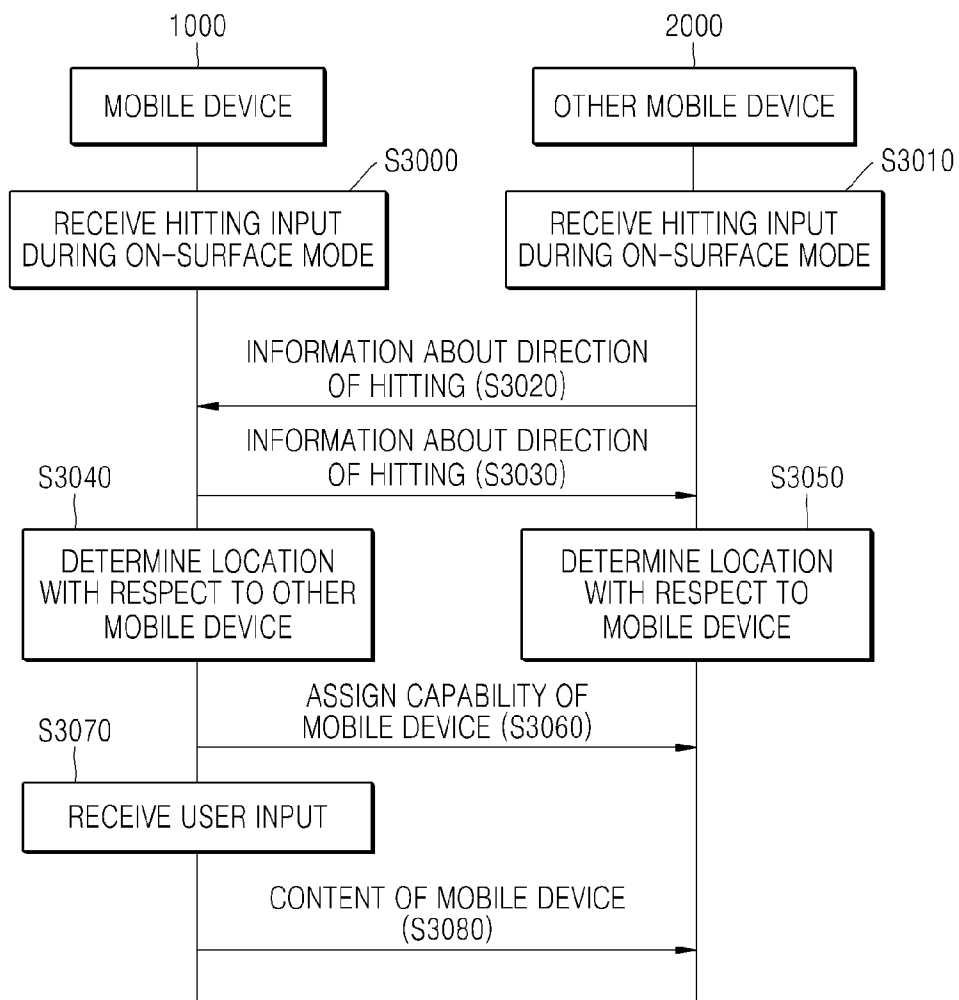 1000
2000
MOBILE DEVICE
OTHER MOBILE DEVICE
S3000
S3010
RECEIVE HITTING INPUT
DURING ON-SURFACE MODE
RECEIVE HITTING INPUT
DURING ON-SURFACE MODE
INFORMATION ABOUT DIRECTION
OF HITTING (S3020)
INFORMATION ABOUT DIRECTION
OF HITTING (S3030)
S3040
S3050
DETERMINE LOCATION
WITH RESPECT TO OTHER
MOBILE DEVICE
DETERMINE LOCATION
WITH RESPECT TO
MOBILE DEVICE
ASSIGN CAPABILITY OF
MOBILE DEVICE (S3060)
S3070
RECEIVE USER INPUT
CONTENT OF MOBILE DEVICE
(S3080)